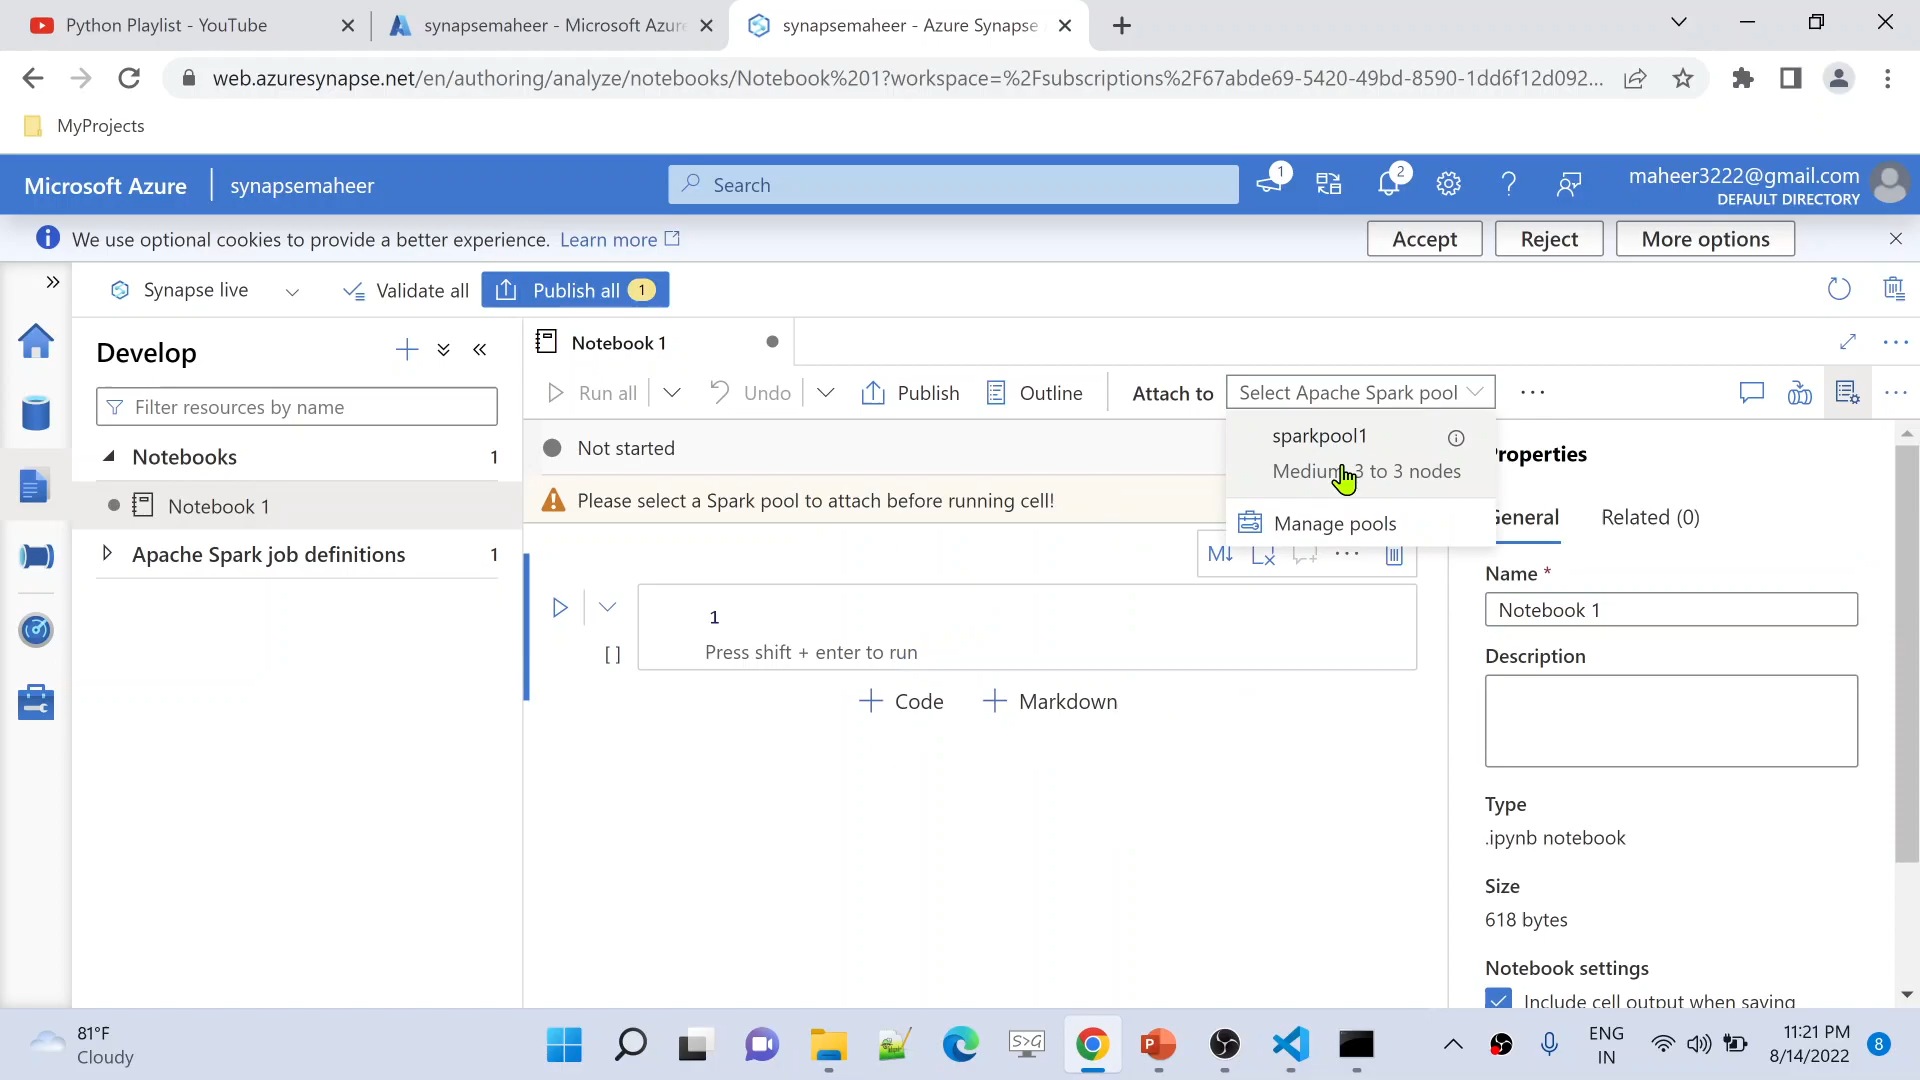 Python Playlist - YouTube
synapsemaheer - Microsoft Azure
synapsemaheer - Azure Synapse
web.azuresynapse.net/en/authoring/analyze/notebooks/Notebook%201?workspace=%2Fsubscriptions%2F67abde69-5420-49bd-8590-1dd6f12d092...
MyProjects
Microsoft Azure
synapsemaheer
Search
1
2
maheer3222@gmail.com
DEFAULT DIRECTORY
We use optional cookies to provide a better experience. Learn more
Accept
Reject
More options
Synapse live
Validate all
Publish all 1
Develop
Filter resources by name
Notebooks 1
Notebook 1
Apache Spark job definitions 1
Notebook 1
Run all
Undo
Publish
Outline
Attach to
Select Apache Spark pool
sparkpool1
Medium 3 to 3 nodes
Manage pools
Not started
Please select a Spark pool to attach before running cell!
M↓
1
[ ]
Press shift + enter to run
Code
Markdown
Properties
General
Related (0)
Name *
Notebook 1
Description
Type
.ipynb notebook
Size
618 bytes
Notebook settings
Include cell output when saving
81°F
Cloudy
S>G
P
ENG
IN
11:21 PM
8/14/2022
8